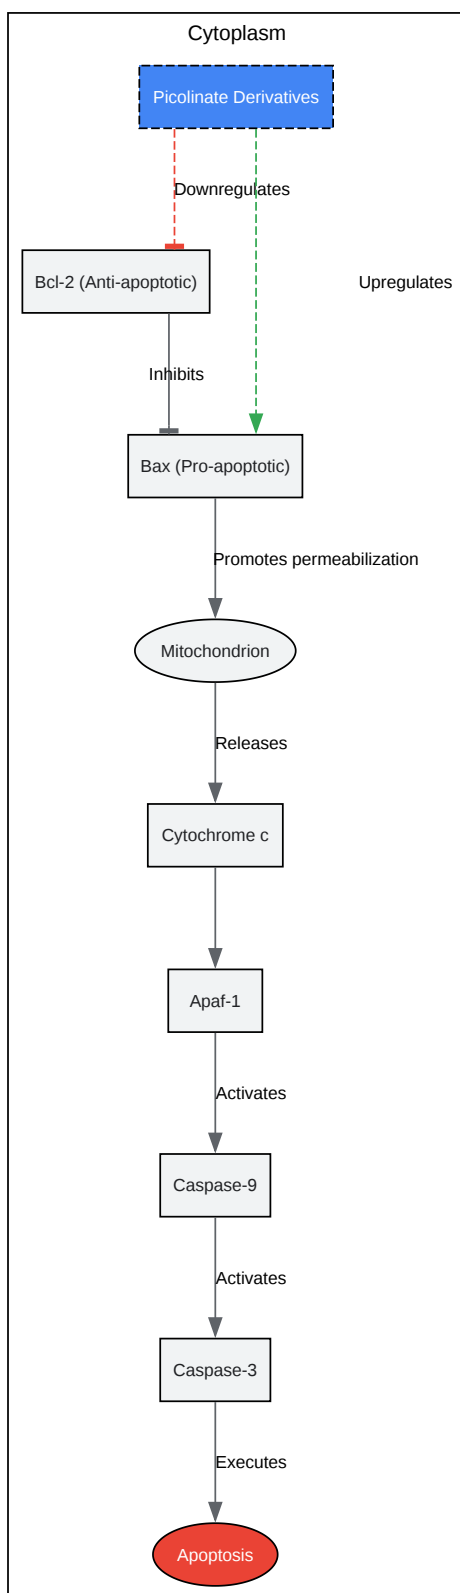 Cytoplasm
Picolinate Derivatives
Downregulates
Bcl-2 (Anti-apoptotic)
Upregulates
Inhibits
Bax (Pro-apoptotic)
Promotes permeabilization
Mitochondrion
Releases
Cytochrome c
Apaf-1
Activates
Caspase-9
Activates
Caspase-3
Executes
Apoptosis